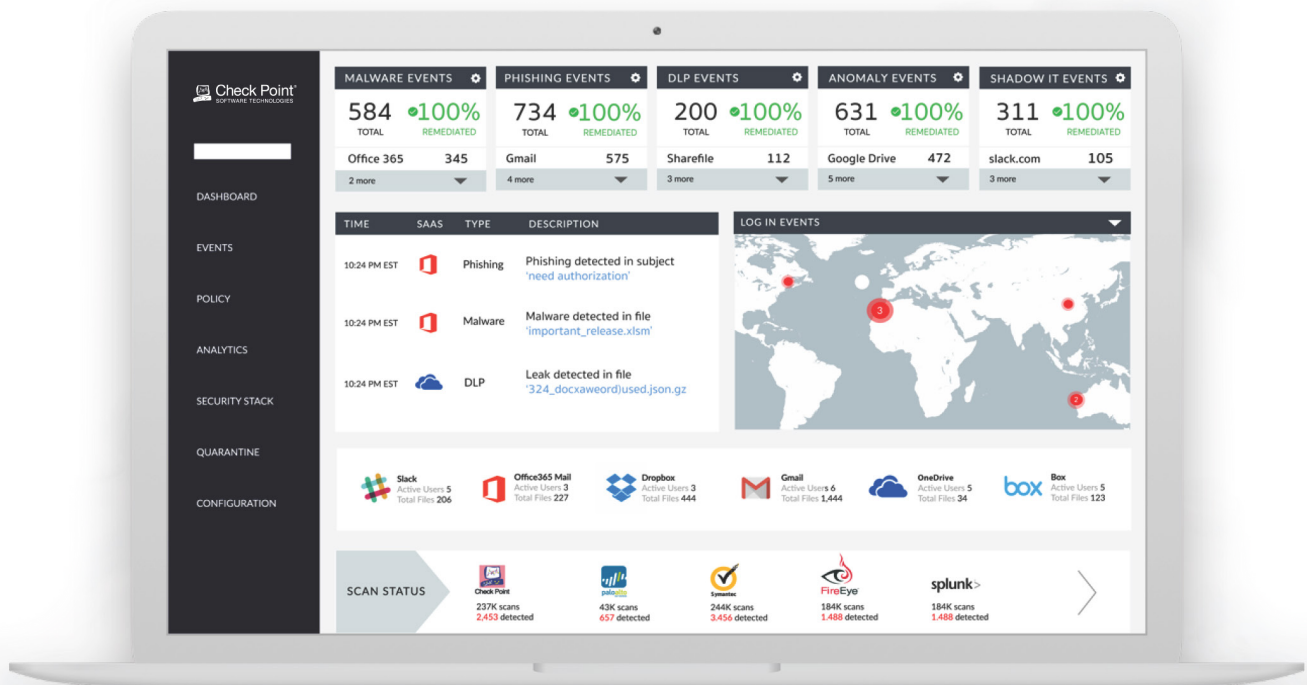 Check Point
SOFTWARE TECHNOLOGIES
DASHBOARD
EVENTS
POLICY
ANALYTICS
SECURITY STACK
QUARANTINE
CONFIGURATION
MALWARE EVENTS
584 100%
TOTAL REMEDIATED
Office 365 345
2 more
PHISHING EVENTS
734 100%
TOTAL REMEDIATED
Gmail 575
4 more
DLP EVENTS
200 100%
TOTAL REMEDIATED
Sharefile 112
3 more
ANOMALY EVENTS
631 100%
TOTAL REMEDIATED
Google Drive 472
5 more
SHADOW IT EVENTS
311 100%
TOTAL REMEDIATED
slack.com 105
3 more
TIME SAAS TYPE DESCRIPTION
10:24 PM EST Phishing Phishing detected in subject
'need authorization'
10:24 PM EST Malware Malware detected in file
'important_release.xlsm'
10:24 PM EST DLP Leak detected in file
'324_docxaweord)used.json.gz
LOG IN EVENTS
3
2
Slack
Active Users 5
Total Files 206
Office365 Mail
Active Users 3
Total Files 227
Dropbox
Active Users 3
Total Files 444
Gmail
Active Users 6
Total Files 1,444
OneDrive
Active Users 5
Total Files 34
box
Box
Active Users 5
Total Files 123
SCAN STATUS
Check Point
237K scans
2,453 detected
paloalto
43K scans
657 detected
Symantec
244K scans
3.456 detected
FireEye
184K scans
1.488 detected
splunk>
184K scans
1.488 detected